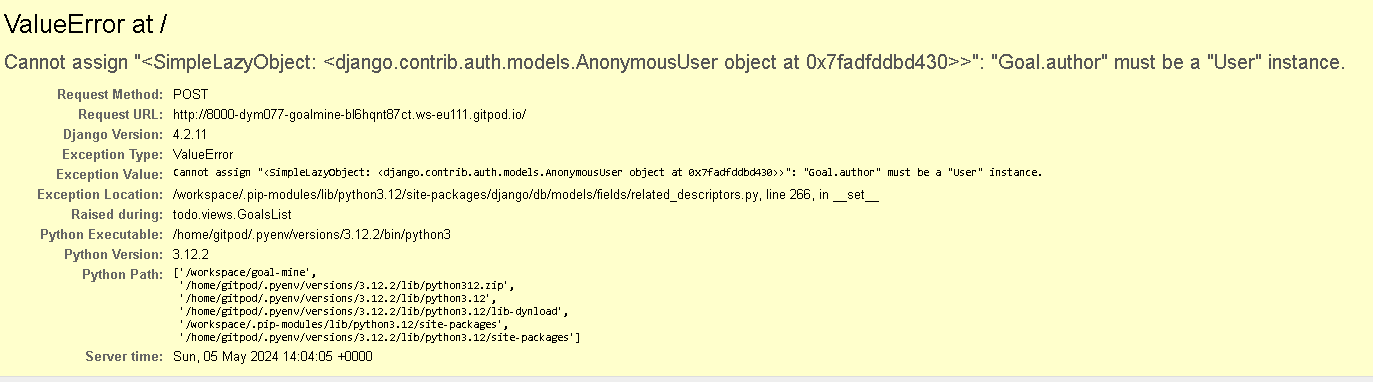 ValueError at /
Cannot assign "<SimpleLazyObject: <django.contrib.auth.models.AnonymousUser object at 0x7fadfddbd430>>": "Goal.author" must be a "User" instance.
Request Method: POST
Request URL: http://8000-dym077-goalmine-bl6hqnt87ct.ws-eu111.gitpod.io/
Django Version: 4.2.11
Exception Type: ValueError
Exception Value: Cannot assign "<SimpleLazyObject: <django.contrib.auth.models.AnonymousUser object at 0x7fadfddbd430>>": "Goal.author" must be a "User" instance.
Exception Location: /workspace/.pip-modules/lib/python3.12/site-packages/django/db/models/fields/related_descriptors.py, line 266, in __set__
Raised during: todo.views.GoalsList
Python Executable: /home/gitpod/.pyenv/versions/3.12.2/bin/python3
Python Version: 3.12.2
Python Path: ['/workspace/goal-mine',
'/home/gitpod/.pyenv/versions/3.12.2/lib/python312.zip',
'/home/gitpod/.pyenv/versions/3.12.2/lib/python3.12',
'/home/gitpod/.pyenv/versions/3.12.2/lib/python3.12/lib-dynload',
'/workspace/.pip-modules/lib/python3.12/site-packages',
'/home/gitpod/.pyenv/versions/3.12.2/lib/python3.12/site-packages']
Server time: Sun, 05 May 2024 14:04:05 +0000